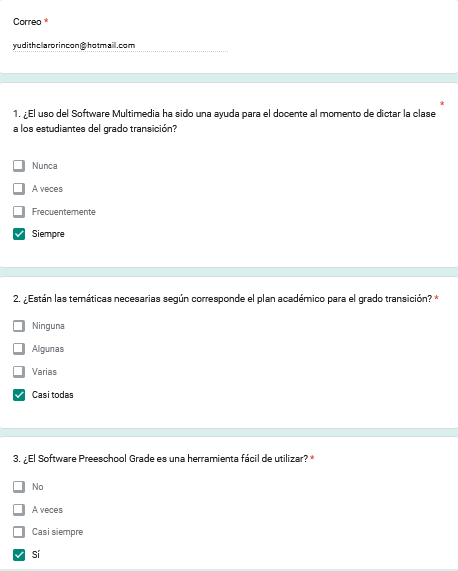 Correo *
yudithclarorincon@hotmail.com
*
1. ¿El uso del Software Multimedia ha sido una ayuda para el docente al momento de dictar la clase
a los estudiantes del grado transición?
Nunca
A veces
Frecuentemente
Siempre
2. ¿Están las temáticas necesarias según corresponde el plan académico para el grado transición? *
Ninguna
Algunas
Varias
Casi todas
3. ¿El Software Preeschool Grade es una herramienta fácil de utilizar? *
No
A veces
Casi siempre
Sí